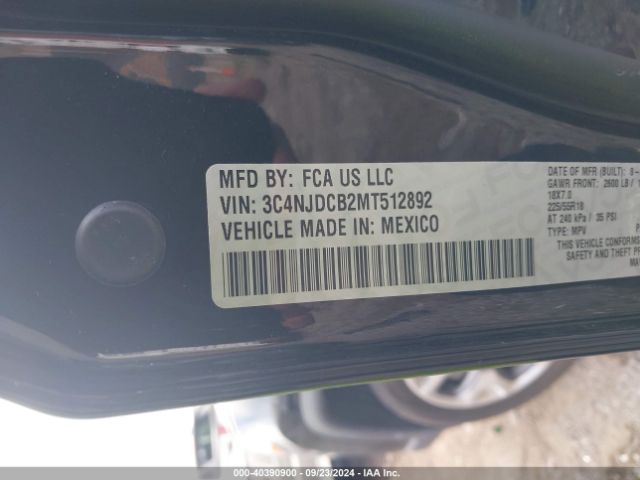 MFD BY: FCA US LLC
VIN: 3C4NJDCB2MT512892
VEHICLE MADE IN: MEXICO
DATE OF MFR (BUILT): 8-
GAWR FRONT: 2600 LB /
18X7.0
225/55R18
AT 240 kPa / 35 PSI
TYPE: MPV
THIS VEHICLE CONFORMS
SAFETY AND THEFT
000-40390900 - 09/23/2024 - IAA Inc.